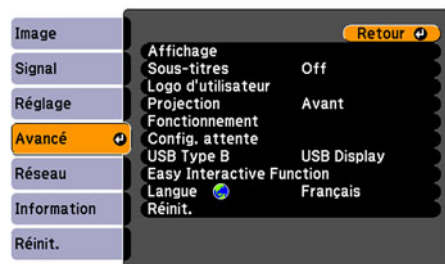 Image
Signal
Réglage
Avancé
Réseau
Information
Réinit.
Retour
Affichage
Sous-titres Off
Logo d'utilisateur
Projection Avant
Fonctionnement
Config. attente
USB Type B USB Display
Easy Interactive Function
Langue Français
Réinit.